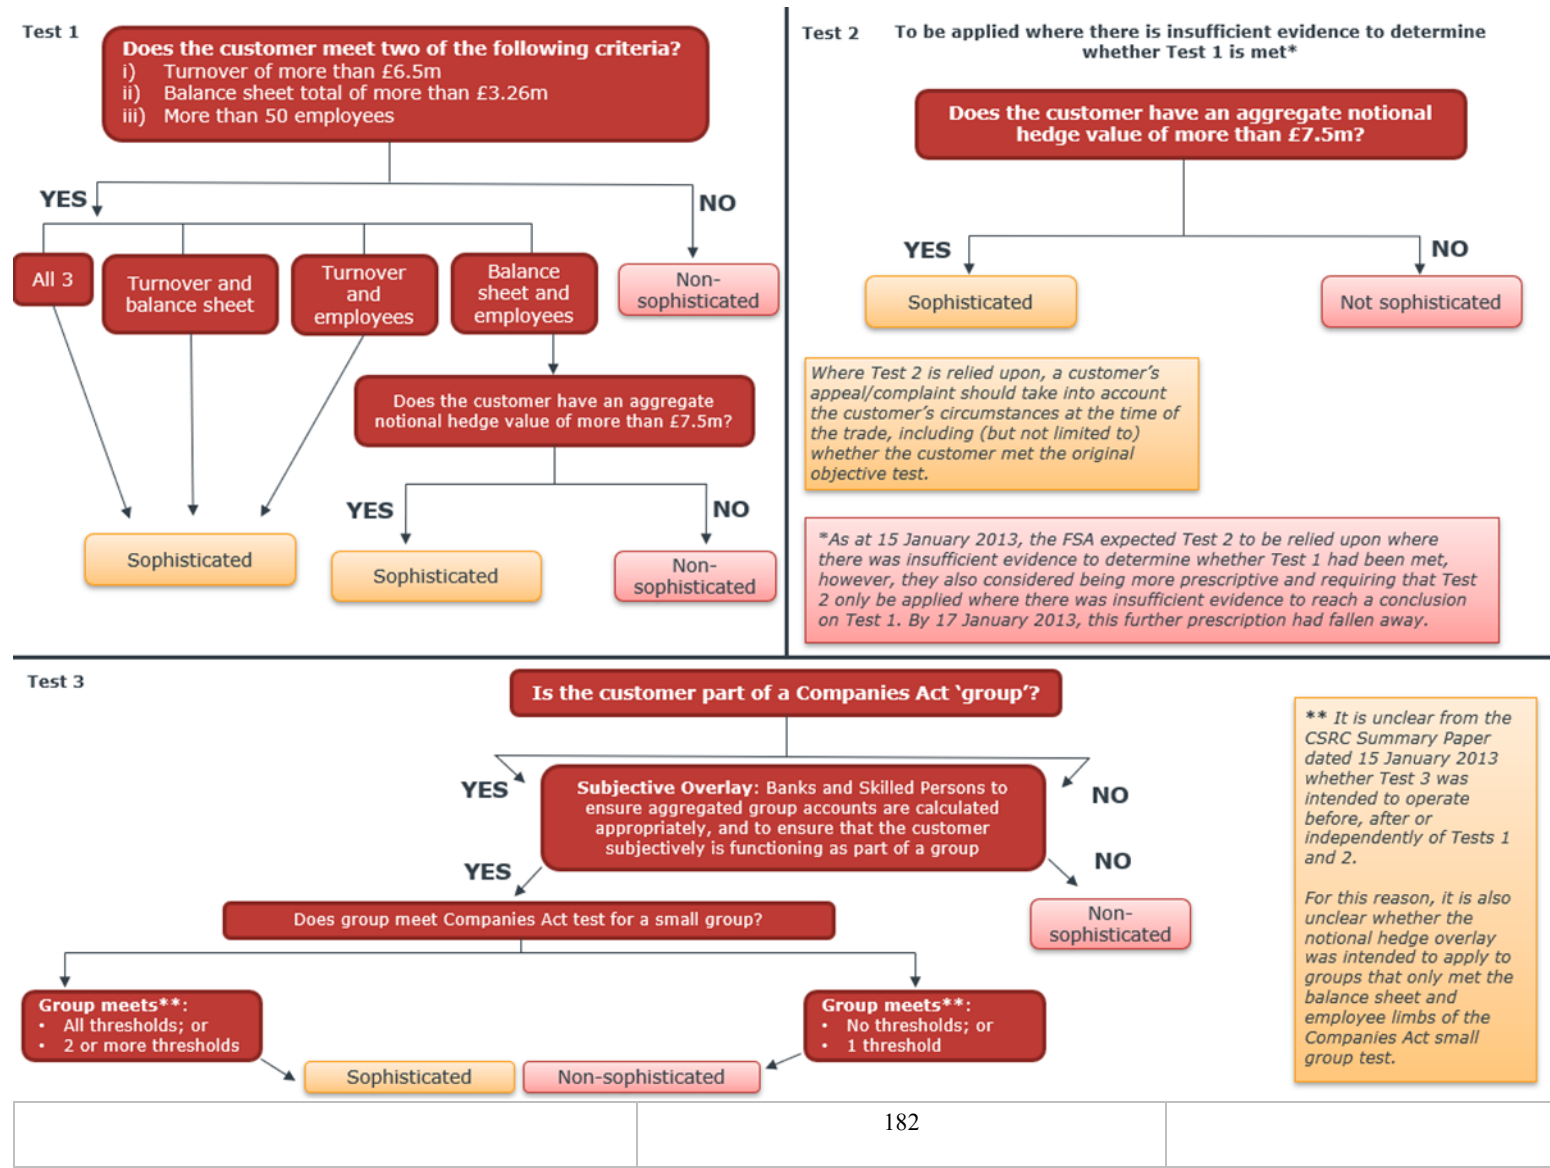 Test 1
Does the customer meet two of the following criteria?
i) Turnover of more than £6.5m
ii) Balance sheet total of more than £3.26m
iii) More than 50 employees
YES
NO
All 3
Turnover and
balance sheet
Turnover
and
employees
Balance
sheet and
employees
Non-
sophisticated
Does the customer have an aggregate
notional hedge value of more than £7.5m?
YES
NO
Sophisticated
Sophisticated
Non-
sophisticated
Test 2
To be applied where there is insufficient evidence to determine
whether Test 1 is met*
Does the customer have an aggregate notional
hedge value of more than £7.5m?
YES
NO
Sophisticated
Not sophisticated
Where Test 2 is relied upon, a customer’s
appeal/complaint should take into account
the customer’s circumstances at the time of
the trade, including (but not limited to)
whether the customer met the original
objective test.
*As at 15 January 2013, the FSA expected Test 2 to be relied upon where
there was insufficient evidence to determine whether Test 1 had been met,
however, they also considered being more prescriptive and requiring that Test
2 only be applied where there was insufficient evidence to reach a conclusion
on Test 1. By 17 January 2013, this further prescription had fallen away.
Test 3
Is the customer part of a Companies Act ‘group’?
YES
NO
Subjective Overlay: Banks and Skilled Persons to
ensure aggregated group accounts are calculated
appropriately, and to ensure that the customer
subjectively is functioning as part of a group
YES
NO
Non-
sophisticated
Does group meet Companies Act test for a small group?
Group meets**:
• All thresholds; or
• 2 or more thresholds
Group meets**:
• No thresholds; or
• 1 threshold
Sophisticated
Non-sophisticated
** It is unclear from the
CSRC Summary Paper
dated 15 January 2013
whether Test 3 was
intended to operate
before, after or
independently of Tests 1
and 2.
For this reason, it is also
unclear whether the
notional hedge overlay
was intended to apply to
groups that only met the
balance sheet and
employee limbs of the
Companies Act small
group test.
182